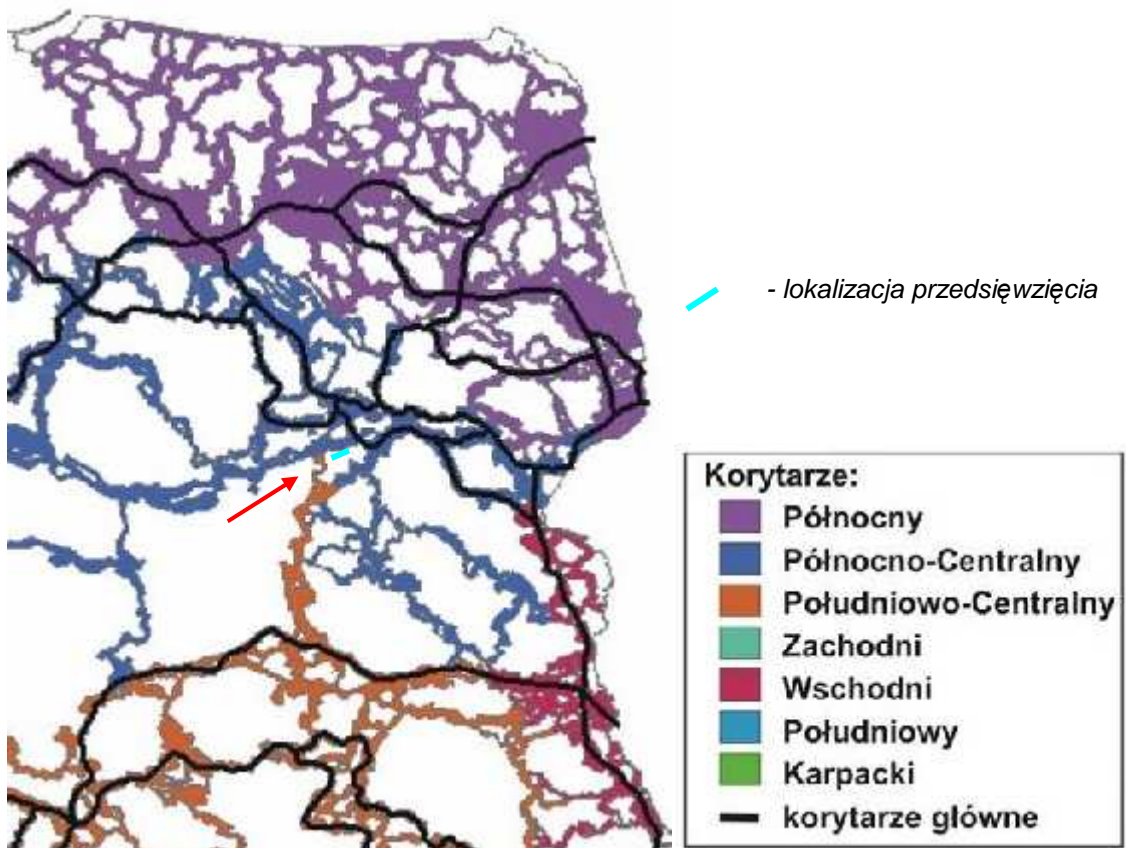 - lokalizacja przedsięwzięcia
Korytarze:
Północny
Północno-Centralny
Południowo-Centralny
Zachodni
Wschodni
Południowy
Karpacki
korytarze główne